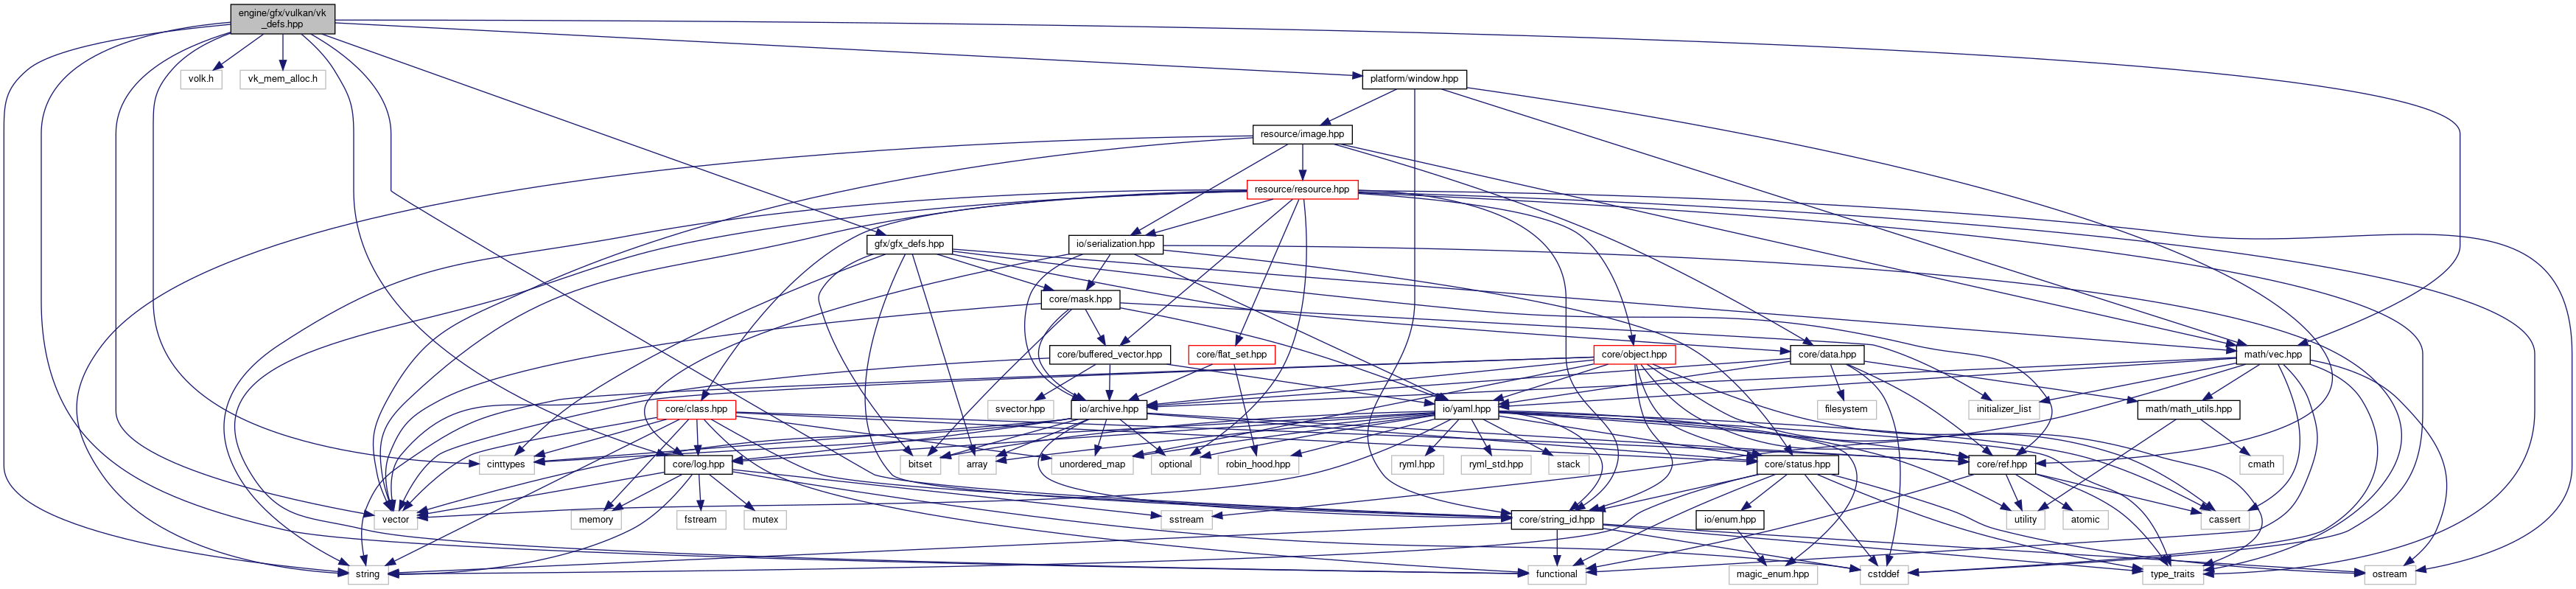 engine/gfx/vulkan/vk
_defs.hpp
volk.h
vk_mem_alloc.h
platform/window.hpp
resource/image.hpp
resource/resource.hpp
gfx/gfx_defs.hpp
io/serialization.hpp
core/mask.hpp
core/buffered_vector.hpp
core/flat_set.hpp
core/object.hpp
core/data.hpp
math/vec.hpp
core/class.hpp
svector.hpp
io/archive.hpp
io/yaml.hpp
filesystem
initializer_list
math/math_utils.hpp
cinttypes
core/log.hpp
bitset
array
unordered_map
optional
robin_hood.hpp
ryml.hpp
ryml_std.hpp
stack
core/status.hpp
core/ref.hpp
cmath
vector
memory
fstream
mutex
sstream
core/string_id.hpp
io/enum.hpp
utility
atomic
cassert
string
functional
magic_enum.hpp
cstddef
type_traits
ostream